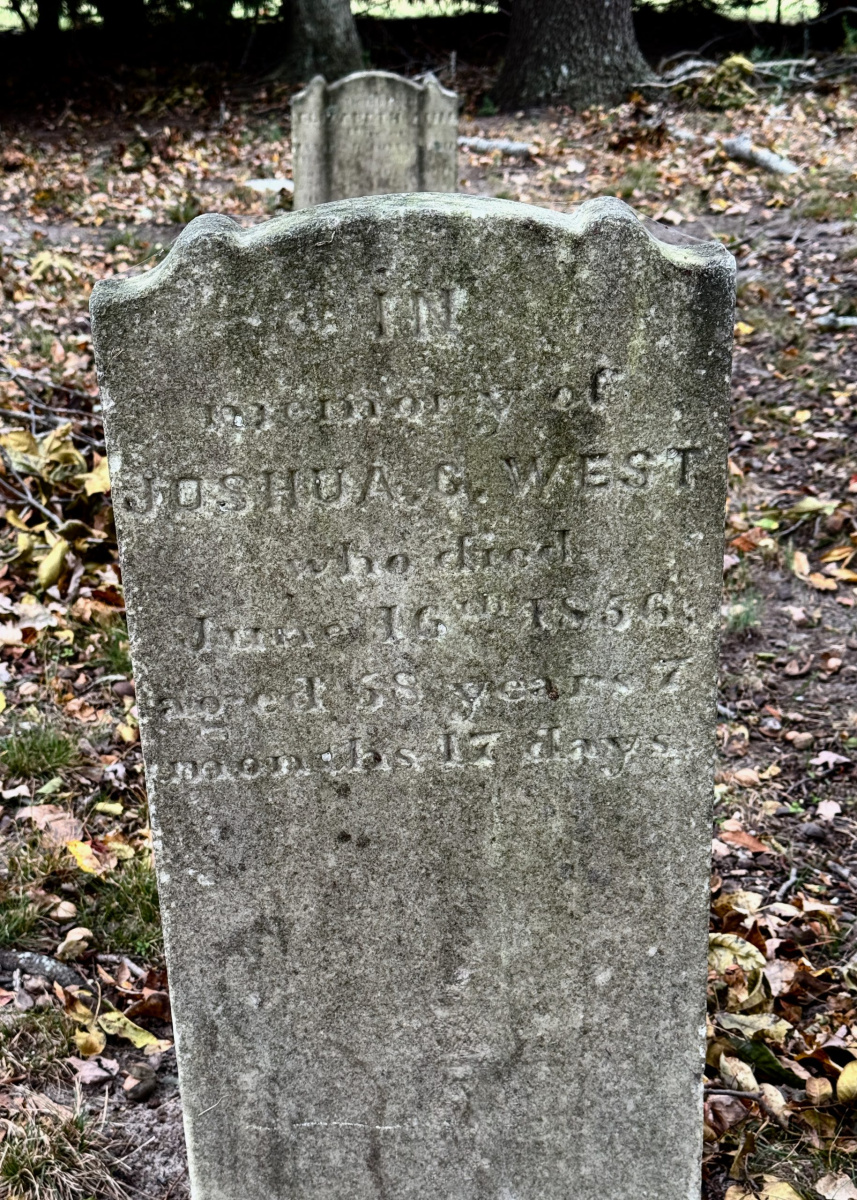 IN
memory of
JOSHUA G. WEST
who died
June 16th 1856,
aged 58 years 7
months 17 days.